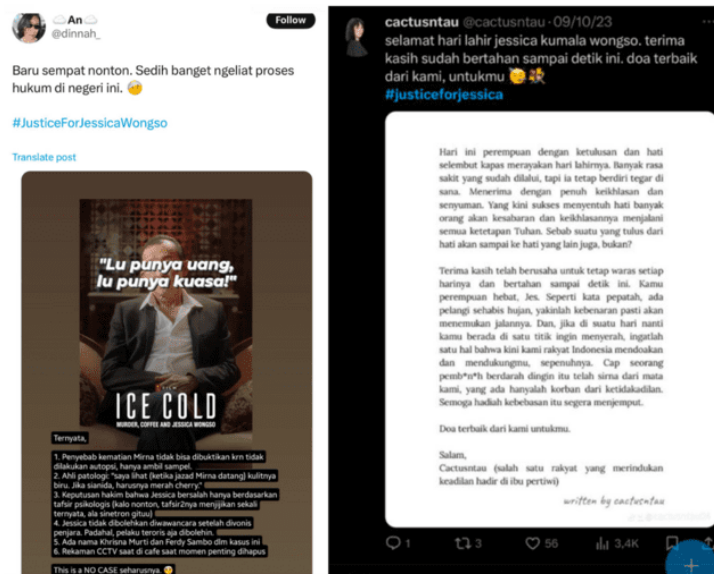 An
@dinnah_
Follow
Baru sempat nonton. Sedih banget ngeliat proses
hukum di negeri ini.
#JusticeForJessicaWongso
Translate post
"Lu punya uang,
lu punya kuasa!"
FILM
ICE COLD
MURDER, COFFEE AND JESSICA WONGSO
Ternyata,
1. Penyebab kematian Mirna tidak bisa dibuktikan krn tidak
dilakukan autopsi, hanya ambil sampel.
2. Ahli patologi: "saya lihat (ketika jazad Mirna datang) kulitnya
biru. Jika sianida, harusnya merah cherry."
3. Keputusan hakim bahwa Jessica bersalah hanya berdasarkan
tafsir psikologis (kalo nonton, tafsir2nya menjijikan sekali
ternyata, ala sinetron gituu)
4. Jessica tidak dibolehkan diwawancara setelah divonis
penjara. Padahal, pelaku teroris aja dibolehin.
5. Ada nama Khrisna Murti dan Ferdy Sambo dlm kasus ini
6. Rekaman CCTV saat di cafe saat momen penting dihapus
This is a NO CASE seharusnya.
cactusntau @cactusntau · 09/10/23
selamat hari lahir jessica kumala wongso. terima
kasih sudah bertahan sampai detik ini. doa terbaik
dari kami, untukmu
#justiceforjessica
Hari ini perempuan dengan ketulusan dan hati
selembut kapas merayakan hari lahirnya. Banyak rasa
sakit yang sudah dilalui, tapi ia tetap berdiri tegar di
sana. Menerima dengan penuh keikhlasan dan
senyuman. Yang kini sukses menyentuh hati banyak
orang akan kesabaran dan keikhlasannya menjalani
semua ketetapan Tuhan. Sebab suatu yang tulus dari
hati akan sampai ke hati yang lain juga, bukan?
Terima kasih telah berusaha untuk tetap waras setiap
harinya dan bertahan sampai detik ini. Kamu
perempuan hebat, Jes. Seperti kata pepatah, ada
pelangi sehabis hujan, yakinlah kebenaran pasti akan
menemukan jalannya. Dan, jika di suatu hari nanti
kamu berada di satu titik ingin menyerah, ingatlah
satu hal bahwa kini kami rakyat Indonesia mendoakan
dan mendukungmu, sepenuhnya. Cap seorang
pemb*n*h berdarah dingin itu telah sirna dari mata
kami, yang ada hanyalah korban dari ketidakadilan.
Semoga hadiah kebebasan itu segera menjemput.
Doa terbaik dari kami untukmu.
Salam,
Cactusntau (salah satu rakyat yang merindukan
keadilan hadir di ibu pertiwi)
written by cactusntau
1 3 56 3,4K